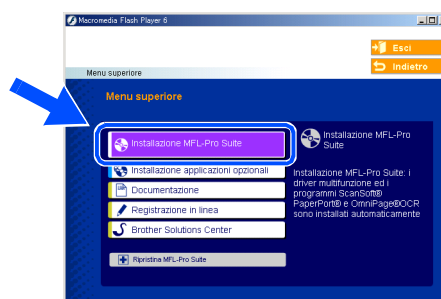 Macromedia Flash Player 6
Esci
Indietro
Menu superiore
Menu superiore
Installazione MFL-Pro Suite
Installazione applicazioni opzionali
Documentazione
Registrazione in linea
Brother Solutions Center
Ripristina MFL-Pro Suite
Installazione MFL-Pro
Suite
Installazione MFL-Pro Suite: i
driver multifunzione ed i
programmi ScanSoft®
PaperPort® e OmniPage®OCR
sono installati automaticamente